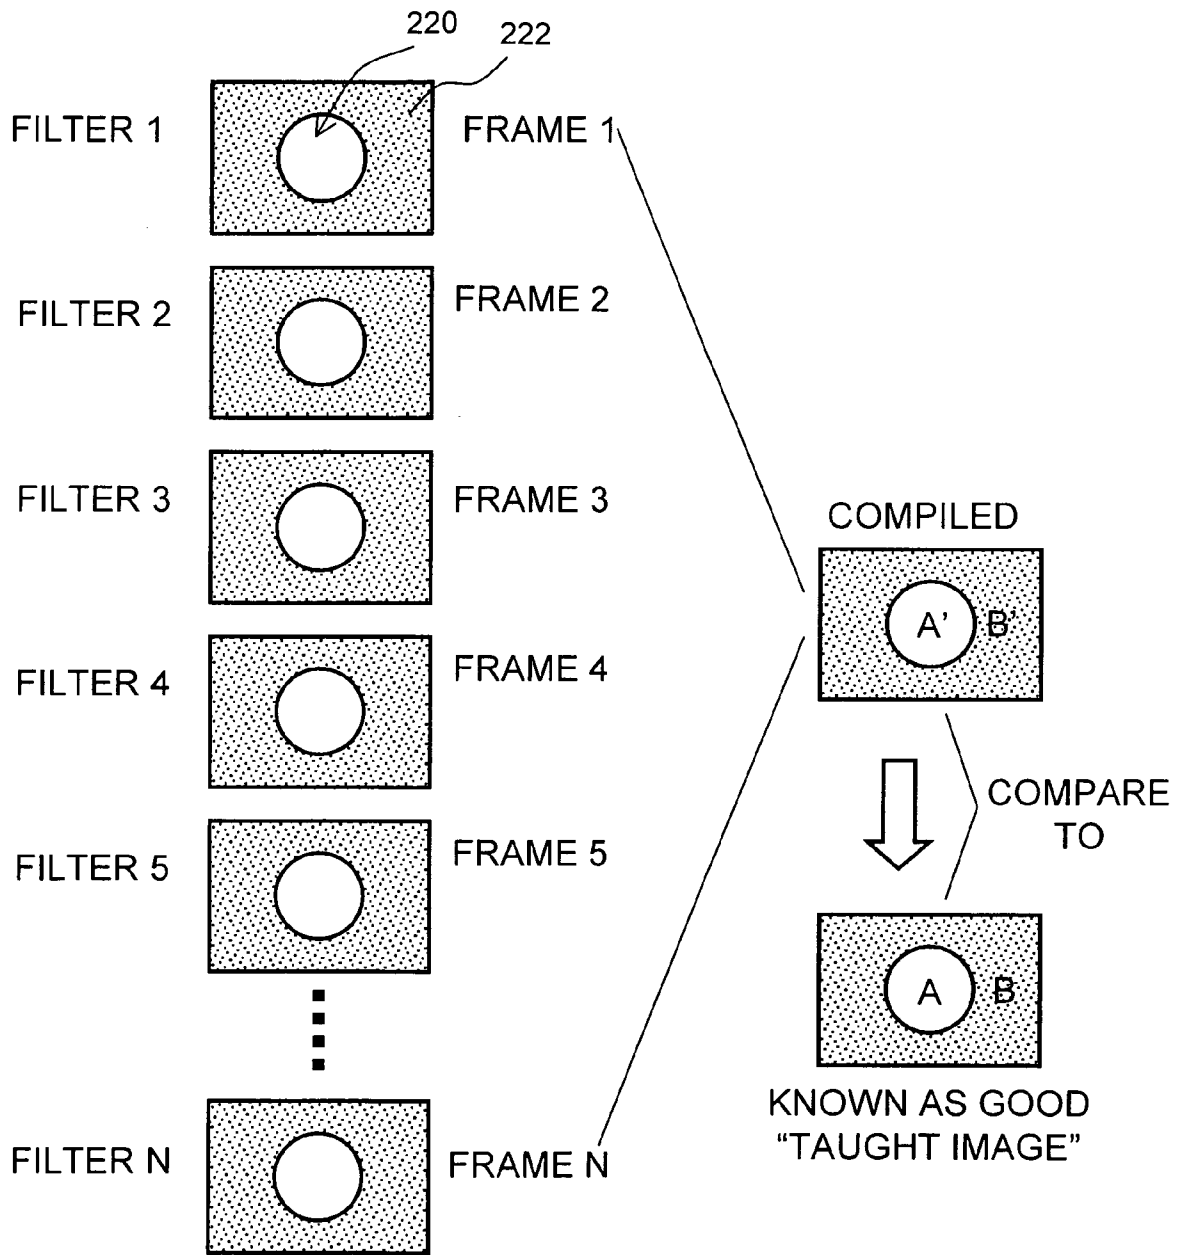 220
222
FILTER 1
FRAME 1
FILTER 2
FRAME 2
FILTER 3
FRAME 3
FILTER 4
FRAME 4
FILTER 5
FRAME 5
FILTER N
FRAME N
COMPILED
A’
B’
COMPARE
TO
A
B
KNOWN AS GOOD
“TAUGHT IMAGE”